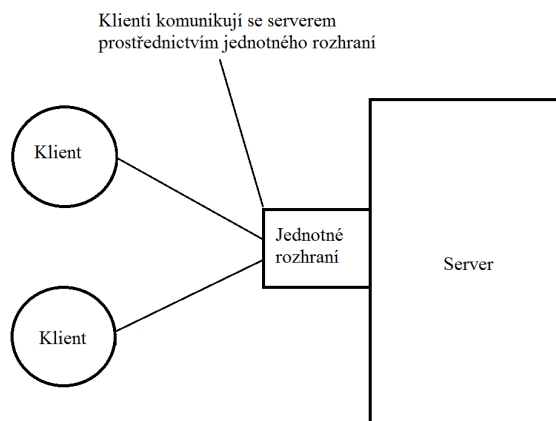 Klienti komunikují se serverem
prostřednictvím jednotného rozhraní
Klient
Jednotné
rozhraní
Server
Klient